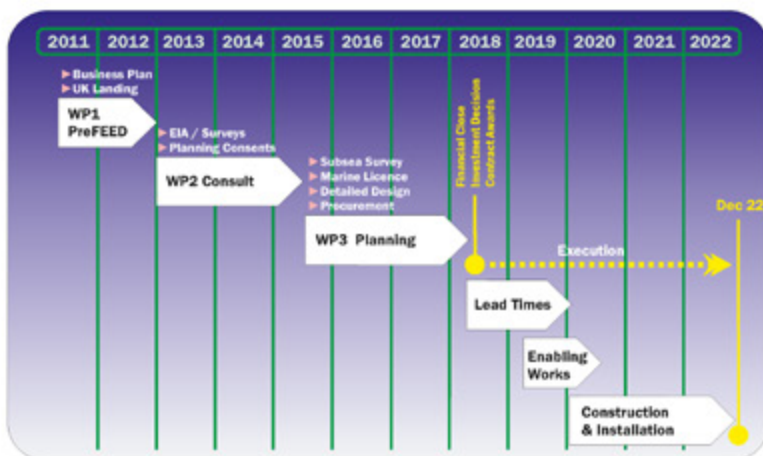 2011 2012 2013 2014 2015 2016 2017 2018 2019 2020 2021 2022
Business Plan
UK Landing
WP1
PreFEED
EIA / Surveys
Planning Consents
WP2 Consult
Subsea Survey
Marine Licence
Detailed Design
Procurement
WP3 Planning
Financial Close
Investment Decision
Contract Awards
Dec 22
Execution
Lead Times
Enabling
Works
Construction
& Installation